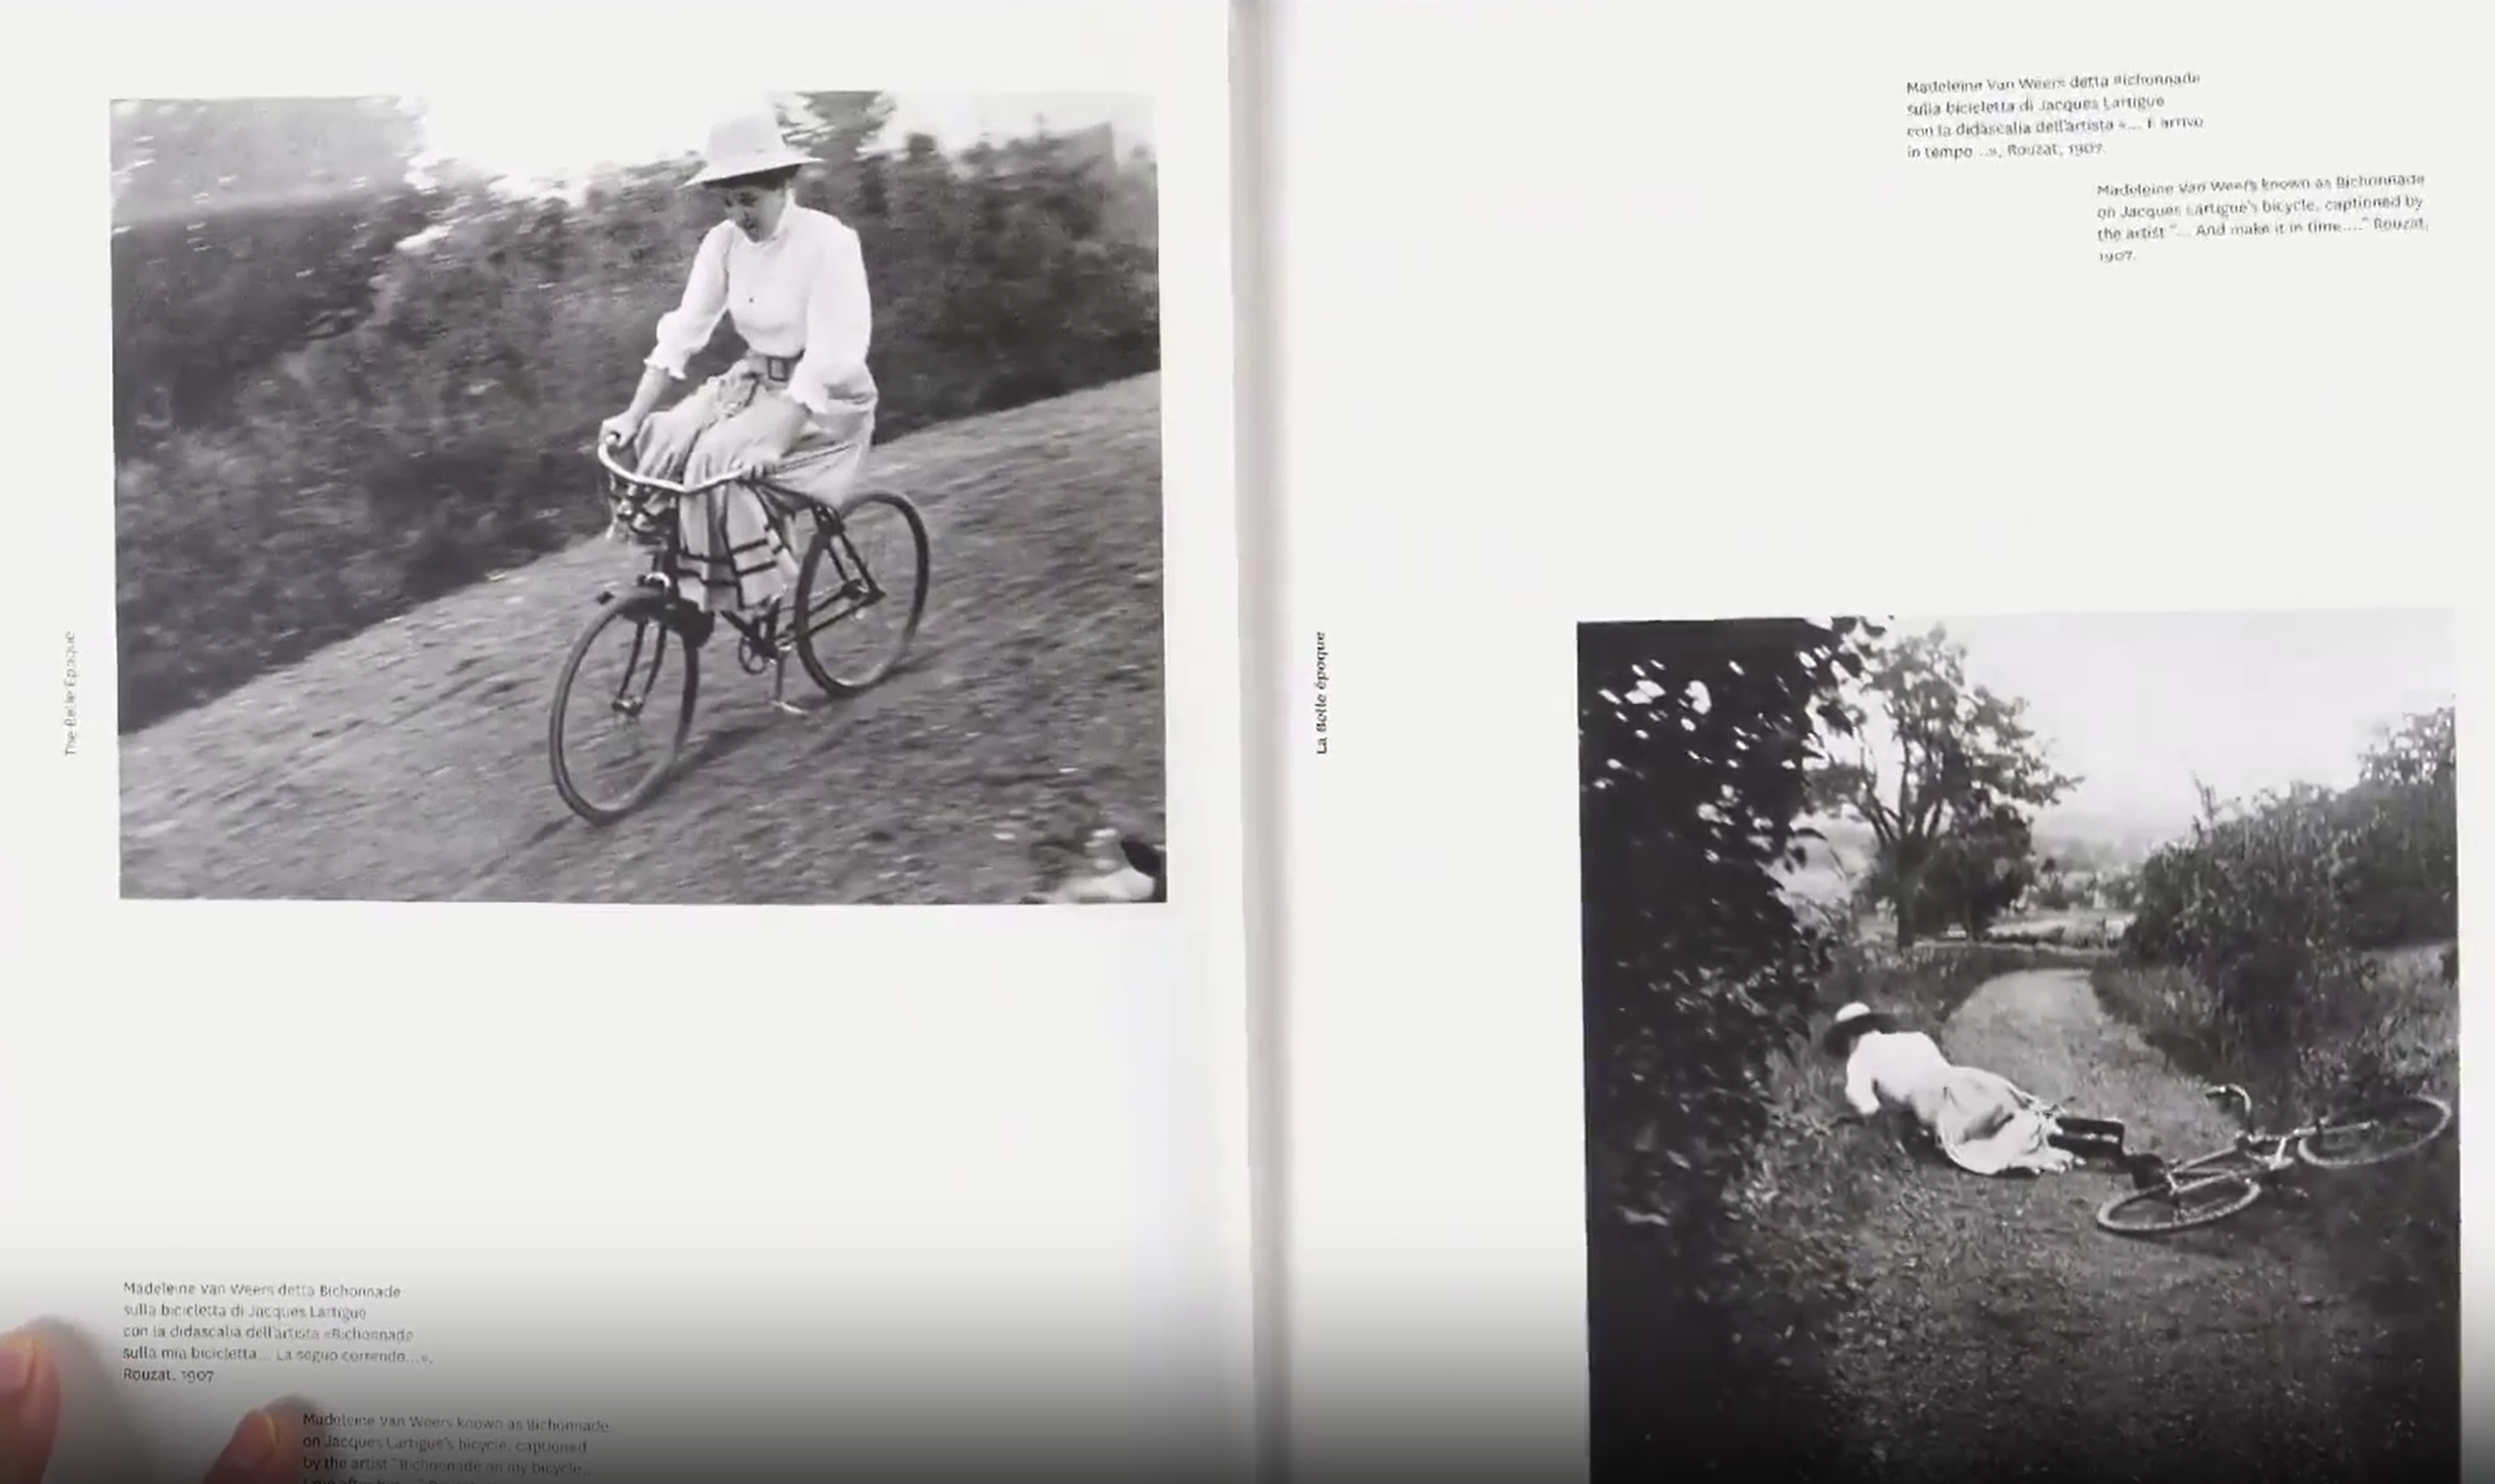 The Belle Époque
Madeleine Van Weers detta Bichonnade
sulla bicicletta di Jacques Lartigue
con la didascalia dell'artista «Bichonnade
sulla mia bicicletta... La seguo correndo...»,
Rouzat, 1907
Madeleine Van Weers known as Bichonnade
on Jacques Lartigue's bicycle, captioned
by the artist "Bichonnade on my bicycle...
La Belle époque
Madeleine Van Weers detta Bichonnade
sulla bicicletta di Jacques Lartigue
con la didascalia dell'artista «... E arrivo
in tempo ...», Rouzat, 1907.
Madeleine Van Weers known as Bichonnade
on Jacques Lartigue's bicycle, captioned by
the artist "... And make it in time...." Rouzat,
1907.